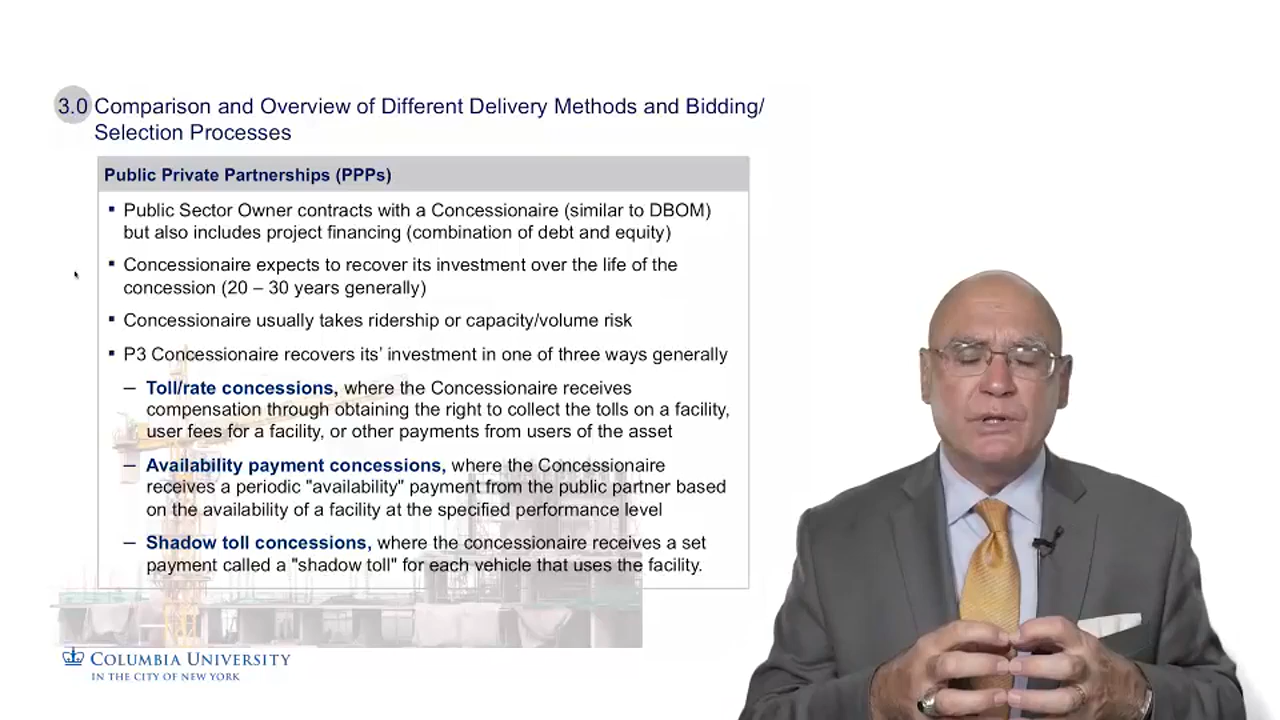 3.0 Comparison and Overview of Different Delivery Methods and Bidding/
Selection Processes
Public Private Partnerships (PPPs)
▪ Public Sector Owner contracts with a Concessionaire (similar to DBOM)
but also includes project financing (combination of debt and equity)
▪ Concessionaire expects to recover its investment over the life of the
concession (20 – 30 years generally)
▪ Concessionaire usually takes ridership or capacity/volume risk
▪ P3 Concessionaire recovers its' investment in one of three ways generally
– Toll/rate concessions, where the Concessionaire receives
compensation through obtaining the right to collect the tolls on a facility,
user fees for a facility, or other payments from users of the asset
– Availability payment concessions, where the Concessionaire
receives a periodic "availability" payment from the public partner based
on the availability of a facility at the specified performance level
– Shadow toll concessions, where the concessionaire receives a set
payment called a "shadow toll" for each vehicle that uses the facility.
COLUMBIA UNIVERSITY
IN THE CITY OF NEW YORK